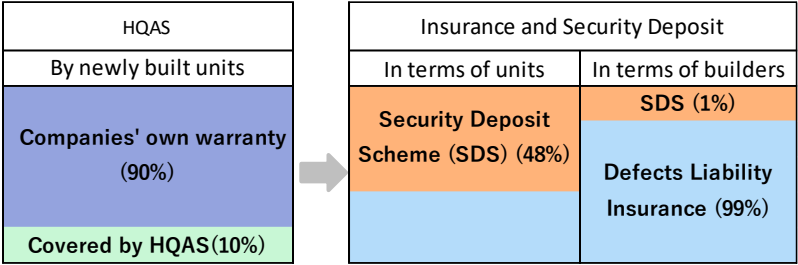 HQAS
By newly built units
Companies' own warranty
(90%)
Covered by HQAS(10%)
Insurance and Security Deposit
In terms of units
In terms of builders
Security Deposit
Scheme (SDS) (48%)
SDS (1%)
Defects Liability
Insurance (99%)